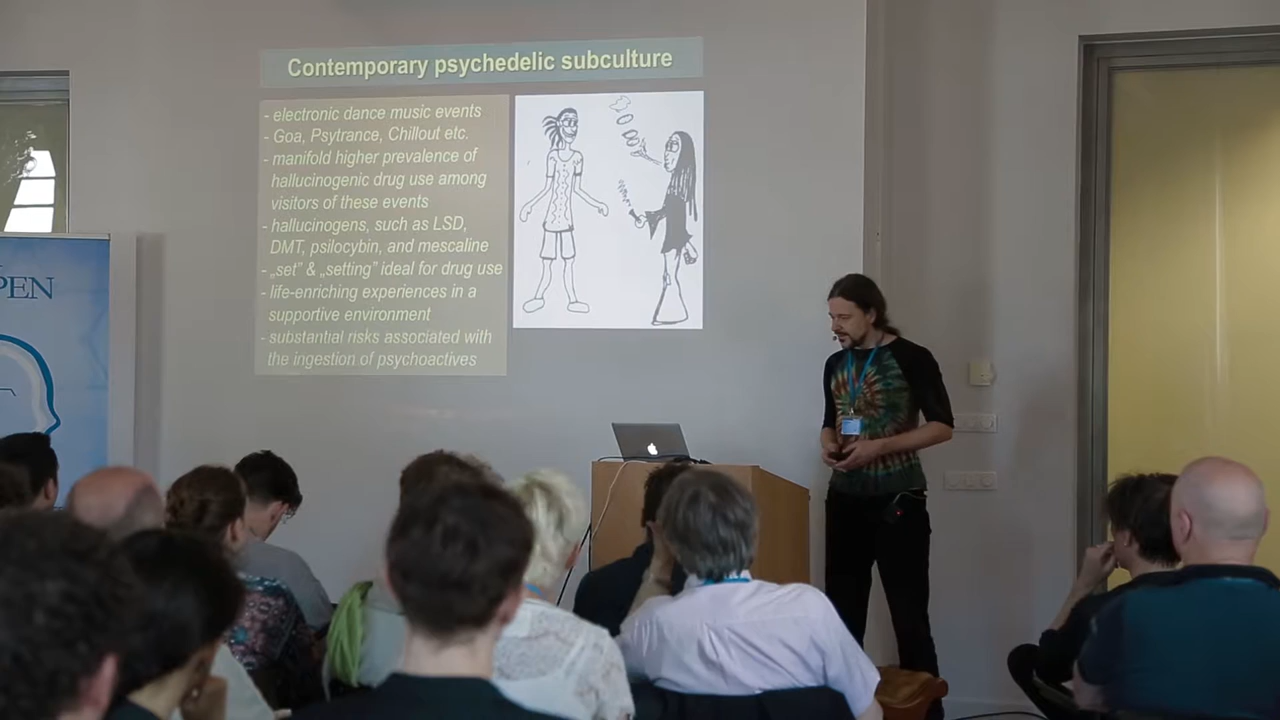 Contemporary psychedelic subculture
- electronic dance music events
- Goa, Psytrance, Chillout etc.
- manifold higher prevalence of
hallucinogenic drug use among
visitors of these events
- hallucinogens, such as LSD,
DMT, psilocybin, and mescaline
- „set” & „setting” ideal for drug use
- life-enriching experiences in a
supportive environment
- substantial risks associated with
the ingestion of psychoactives
PEN